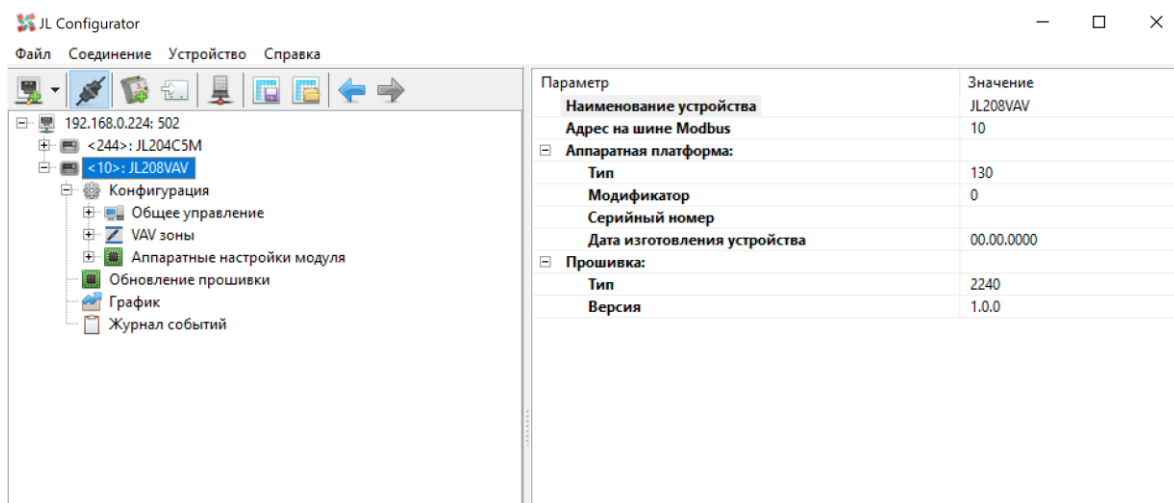 JL Configurator
Файл Соединение Устройство Справка
192.168.0.224: 502
<244>: JL204C5M
<10>: JL208VAV
Конфигурация
Общее управление
VAV зоны
Аппаратные настройки модуля
Обновление прошивки
График
Журнал событий
Параметр Значение
Наименование устройства JL208VAV
Адрес на шине Modbus 10
Аппаратная платформа:
Тип 130
Модификатор 0
Серийный номер
Дата изготовления устройства 00.00.0000
Прошивка:
Тип 2240
Версия 1.0.0